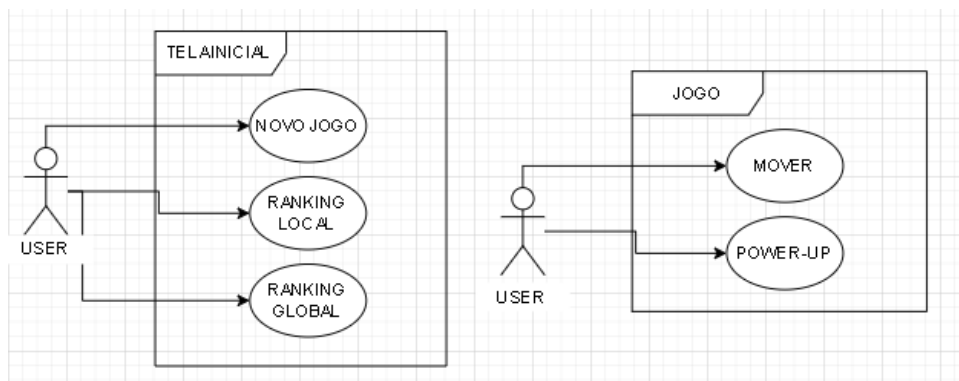 TELAINICIAL
NOVO JOGO
RANKING
LOCAL
RANKING
GLOBAL
USER
JOGO
MOVER
POWER-UP
USER